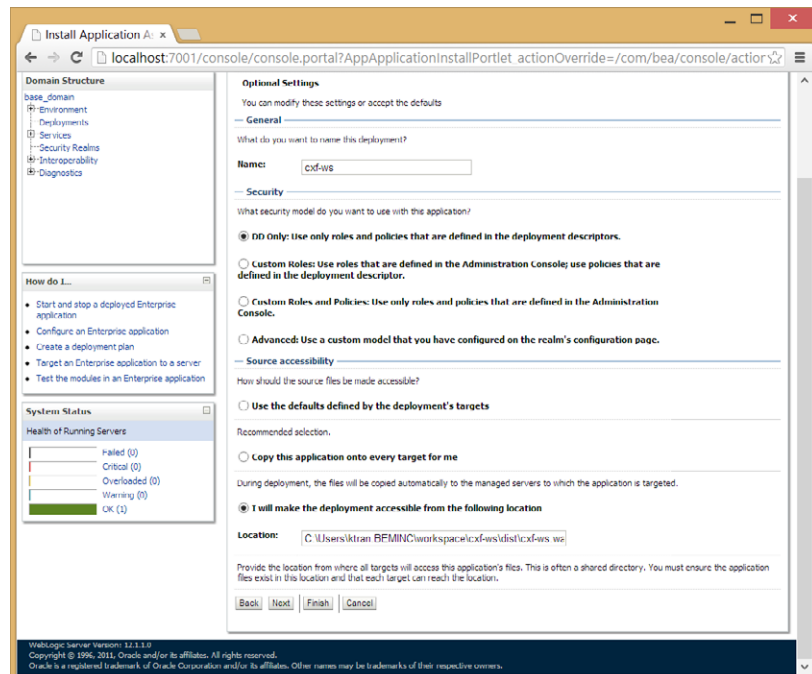 Install Application A
localhost:7001/console/console.portal?AppApplicationInstallPortlet_actionOverride=/com/bea/console/action
Domain Structure
base_domain
Environment
Deployments
Services
Security Realms
Interoperability
Diagnostics
How do I...
Start and stop a deployed Enterprise
application
Configure an Enterprise application
Create a deployment plan
Target an Enterprise application to a server
Test the modules in an Enterprise application
System Status
Health of Running Servers
Failed (0)
Critical (0)
Overloaded (0)
Warning (0)
OK (1)
Optional Settings
You can modify these settings or accept the defaults
General
What do you want to name this deployment?
Name: cxf-ws
Security
What security model do you want to use with this application?
DD Only: Use only roles and policies that are defined in the deployment descriptors.
Custom Roles: Use roles that are defined in the Administration Console; use policies that are
defined in the deployment descriptor.
Custom Roles and Policies: Use only roles and policies that are defined in the Administration
Console.
Advanced: Use a custom model that you have configured on the realm's configuration page.
Source accessibility
How should the source files be made accessible?
Use the defaults defined by the deployment's targets
Recommended selection.
Copy this application onto every target for me
During deployment, the files will be copied automatically to the managed servers to which the application is targeted.
I will make the deployment accessible from the following location
Location: C:\Users\ktran.BEMINC\workspace\cxf-ws\dist\cxf-ws.wa
Provide the location from where all targets will access this application's files. This is often a shared directory. You must ensure the application
files exist in this location and that each target can reach the location.
Back Next Finish Cancel
WebLogic Server Version: 12.1.1.0
Copyright © 1996, 2011, Oracle and/or its affiliates. All rights reserved.
Oracle is a registered trademark of Oracle Corporation and/or its affiliates. Other names may be trademarks of their respective owners.